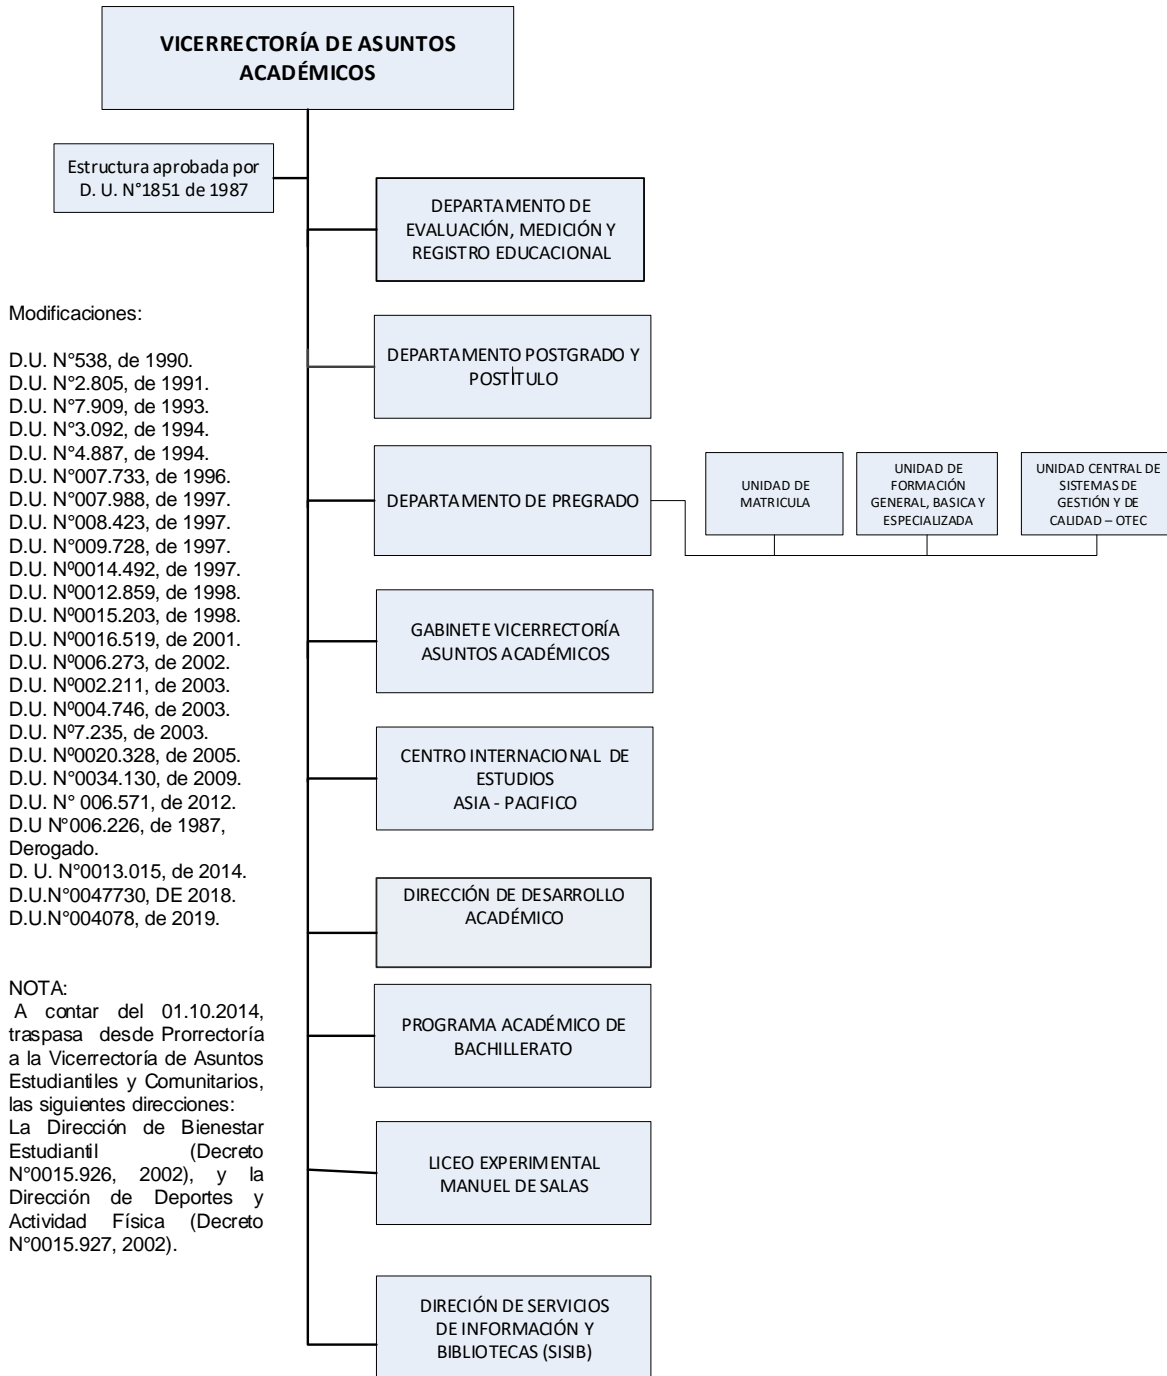 VICERRECTORÍA DE ASUNTOS
ACADÉMICOS
Estructura aprobada por
D. U. N°1851 de 1987
DEPARTAMENTO DE
EVALUACIÓN, MEDICIÓN Y
REGISTRO EDUCACIONAL
Modificaciones:
D.U. N°538, de 1990.
D.U. N°2.805, de 1991.
D.U. N°7.909, de 1993.
D.U. N°3.092, de 1994.
D.U. N°4.887, de 1994.
D.U. N°007.733, de 1996.
D.U. N°007.988, de 1997.
D.U. N°008.423, de 1997.
D.U. N°009.728, de 1997.
D.U. Nº0014.492, de 1997.
D.U. Nº0012.859, de 1998.
D.U. Nº0015.203, de 1998.
D.U. Nº0016.519, de 2001.
D.U. Nº006.273, de 2002.
D.U. Nº002.211, de 2003.
D.U. Nº004.746, de 2003.
D.U. Nº7.235, de 2003.
D.U. Nº0020.328, de 2005.
D.U. N°0034.130, de 2009.
D.U. N° 006.571, de 2012.
D.U N°006.226, de 1987,
Derogado.
D. U. N°0013.015, de 2014.
D.U.N°0047730, DE 2018.
D.U.N°004078, de 2019.
NOTA:
A contar del 01.10.2014,
traspasa desde Prorrectoría
a la Vicerrectoría de Asuntos
Estudiantiles y Comunitarios,
las siguientes direcciones:
La Dirección de Bienestar
Estudiantil (Decreto
N°0015.926, 2002), y la
Dirección de Deportes y
Actividad Física (Decreto
N°0015.927, 2002).
DEPARTAMENTO POSTGRADO Y
POSTÍTULO
DEPARTAMENTO DE PREGRADO
UNIDAD DE
MATRICULA
UNIDAD DE
FORMACIÓN
GENERAL, BASICA Y
ESPECIALIZADA
UNIDAD CENTRAL DE
SISTEMAS DE
GESTIÓN Y DE
CALIDAD – OTEC
GABINETE VICERRECTORÍA
ASUNTOS ACADÉMICOS
CENTRO INTERNACIONAL DE
ESTUDIOS
ASIA - PACIFICO
DIRECCIÓN DE DESARROLLO
ACADÉMICO
PROGRAMA ACADÉMICO DE
BACHILLERATO
LICEO EXPERIMENTAL
MANUEL DE SALAS
DIRECIÓN DE SERVICIOS
DE INFORMACIÓN Y
BIBLIOTECAS (SISIB)